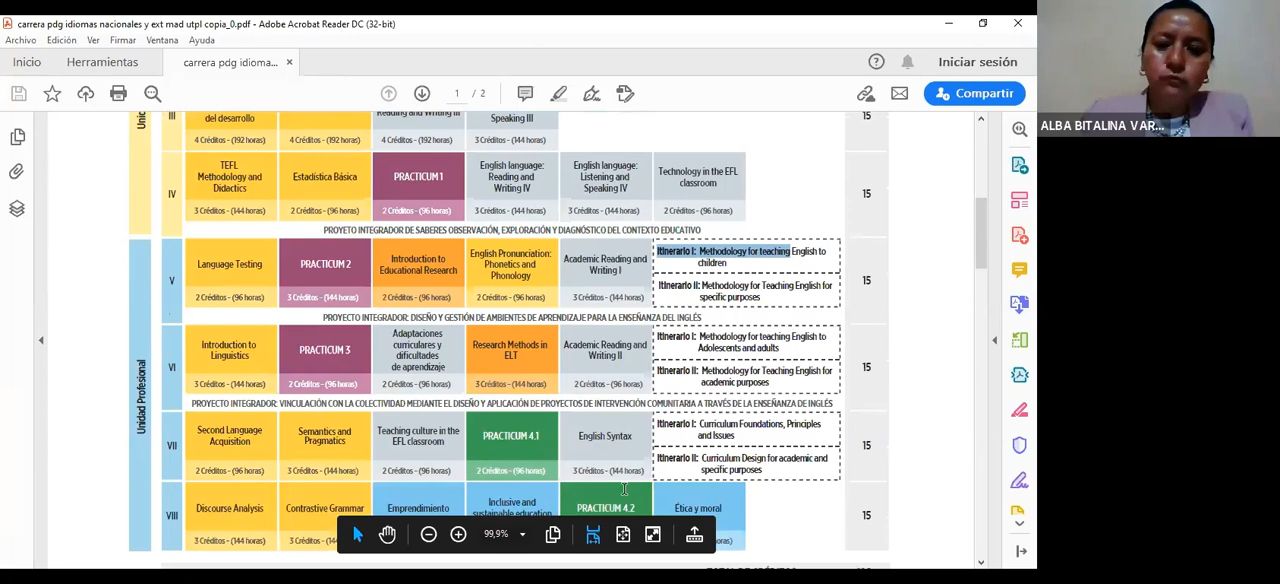 carrera pdg idiomas nacionales y ext mad utpl copia_0.pdf - Adobe Acrobat Reader DC (32-bit)
Archivo Edición Ver Firmar Ventana Ayuda
Inicio Herramientas carrera pdg idioma... × Iniciar sesión
1 / 2 Compartir
ALBA BITALINA VAR...
III
del desarrollo
Reading and Writing III
Speaking III
15
4 Créditos - (192 horas) 4 Créditos - (192 horas) 4 Créditos - (192 horas) 3 Créditos - (144 horas)
IV
TEFL
Methodology and
Didactics
Estadística Básica
PRACTICUM 1
English language:
Reading and
Writing IV
English language:
Listening and
Speaking IV
Technology in the EFL
classroom
15
3 Créditos - (144 horas) 2 Créditos - (96 horas) 2 Créditos - (96 horas) 3 Créditos - (144 horas) 3 Créditos - (144 horas) 2 Créditos - (96 horas)
PROYETO INTEGRADOR DE SABERES OBSERVACIÓN, EXPLORACIÓN Y DIAGNÓSTICO DEL CONTEXTO EDUCATIVO
Unidad Profesional
V
Language Testing
PRACTICUM 2
Introduction to
Educational Research
English Pronunciation:
Phonetics and
Phonology
Academic Reading and
Writing I
Itinerario I: Methodology for teaching English to
children
Itinerario II: Methodology for Teaching English for
specific purposes
15
2 Créditos - (96 horas) 3 Créditos - (144 horas) 2 Créditos - (96 horas) 2 Créditos - (96 horas) 3 Créditos - (144 horas)
PROYECTO INTEGRADOR: DISEÑO Y GESTIÓN DE AMBIENTES DE APRENDIZAJE PARA LA ENSEÑANZA DEL INGLÉS
VI
Introduction to
Linguistics
PRACTICUM 3
Adaptaciones
curriculares y
dificultades
de aprendizaje
Research Methods in
ELT
Academic Reading and
Writing II
Itinerario I: Methodology for teaching English to
Adolescents and adults
Itinerario II: Methodology for Teaching English for
academic purposes
15
3 Créditos - (144 horas) 2 Créditos - (96 horas) 2 Créditos - (96 horas) 3 Créditos - (144 horas) 2 Créditos - (96 horas)
PROYECTO INTEGRADOR: VINCULACIÓN CON LA COLECTIVIDAD MEDIANTE EL DISEÑO Y APLICACIÓN DE PROYECTOS DE INTERVENCIÓN COMUNITARIA A TRAVÉS DE LA ENSEÑANZA DE INGLÉS
VII
Second Language
Acquisition
Semantics and
Pragmatics
Teaching culture in the
EFL classroom
PRACTICUM 4.1
English Syntax
Itinerario I: Curriculum Foundations, Principles
and Issues
Itinerario II: Curriculum Design for academic and
specific purposes
15
2 Créditos - (96 horas) 3 Créditos - (144 horas) 2 Créditos - (96 horas) 2 Créditos - (96 horas) 3 Créditos - (144 horas)
VIII
Discourse Analysis
Contrastive Grammar
Emprendimiento
Inclusive and
sustainable education
PRACTICUM 4.2
Ética y moral
15
3 Créditos - (144 horas)
99,9%